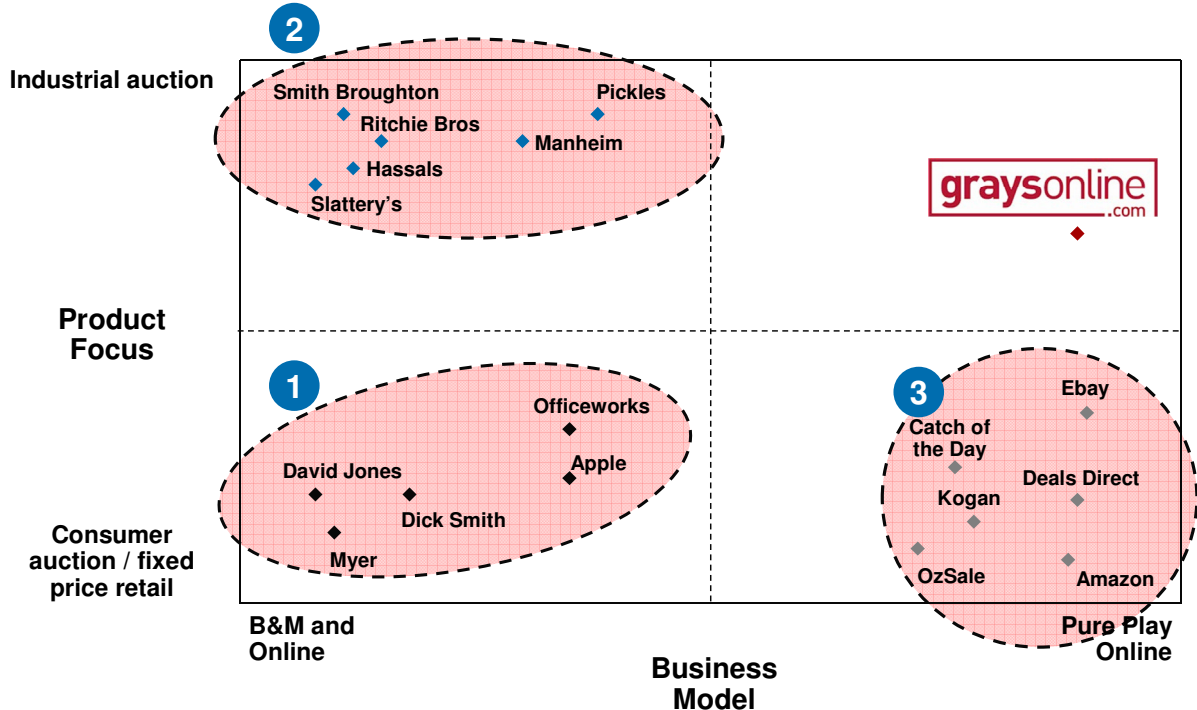 2
Industrial auction
Smith Broughton
Pickles
Ritchie Bros
Manheim
Hassals
Slattery's
graysonline
.com
Product
Focus
1
3
Officeworks
Ebay
Catch of
the Day
David Jones
Apple
Deals Direct
Kogan
Dick Smith
Consumer
auction / fixed
price retail
Myer
OzSale
Amazon
B&M and
Online
Pure Play
Online
Business
Model